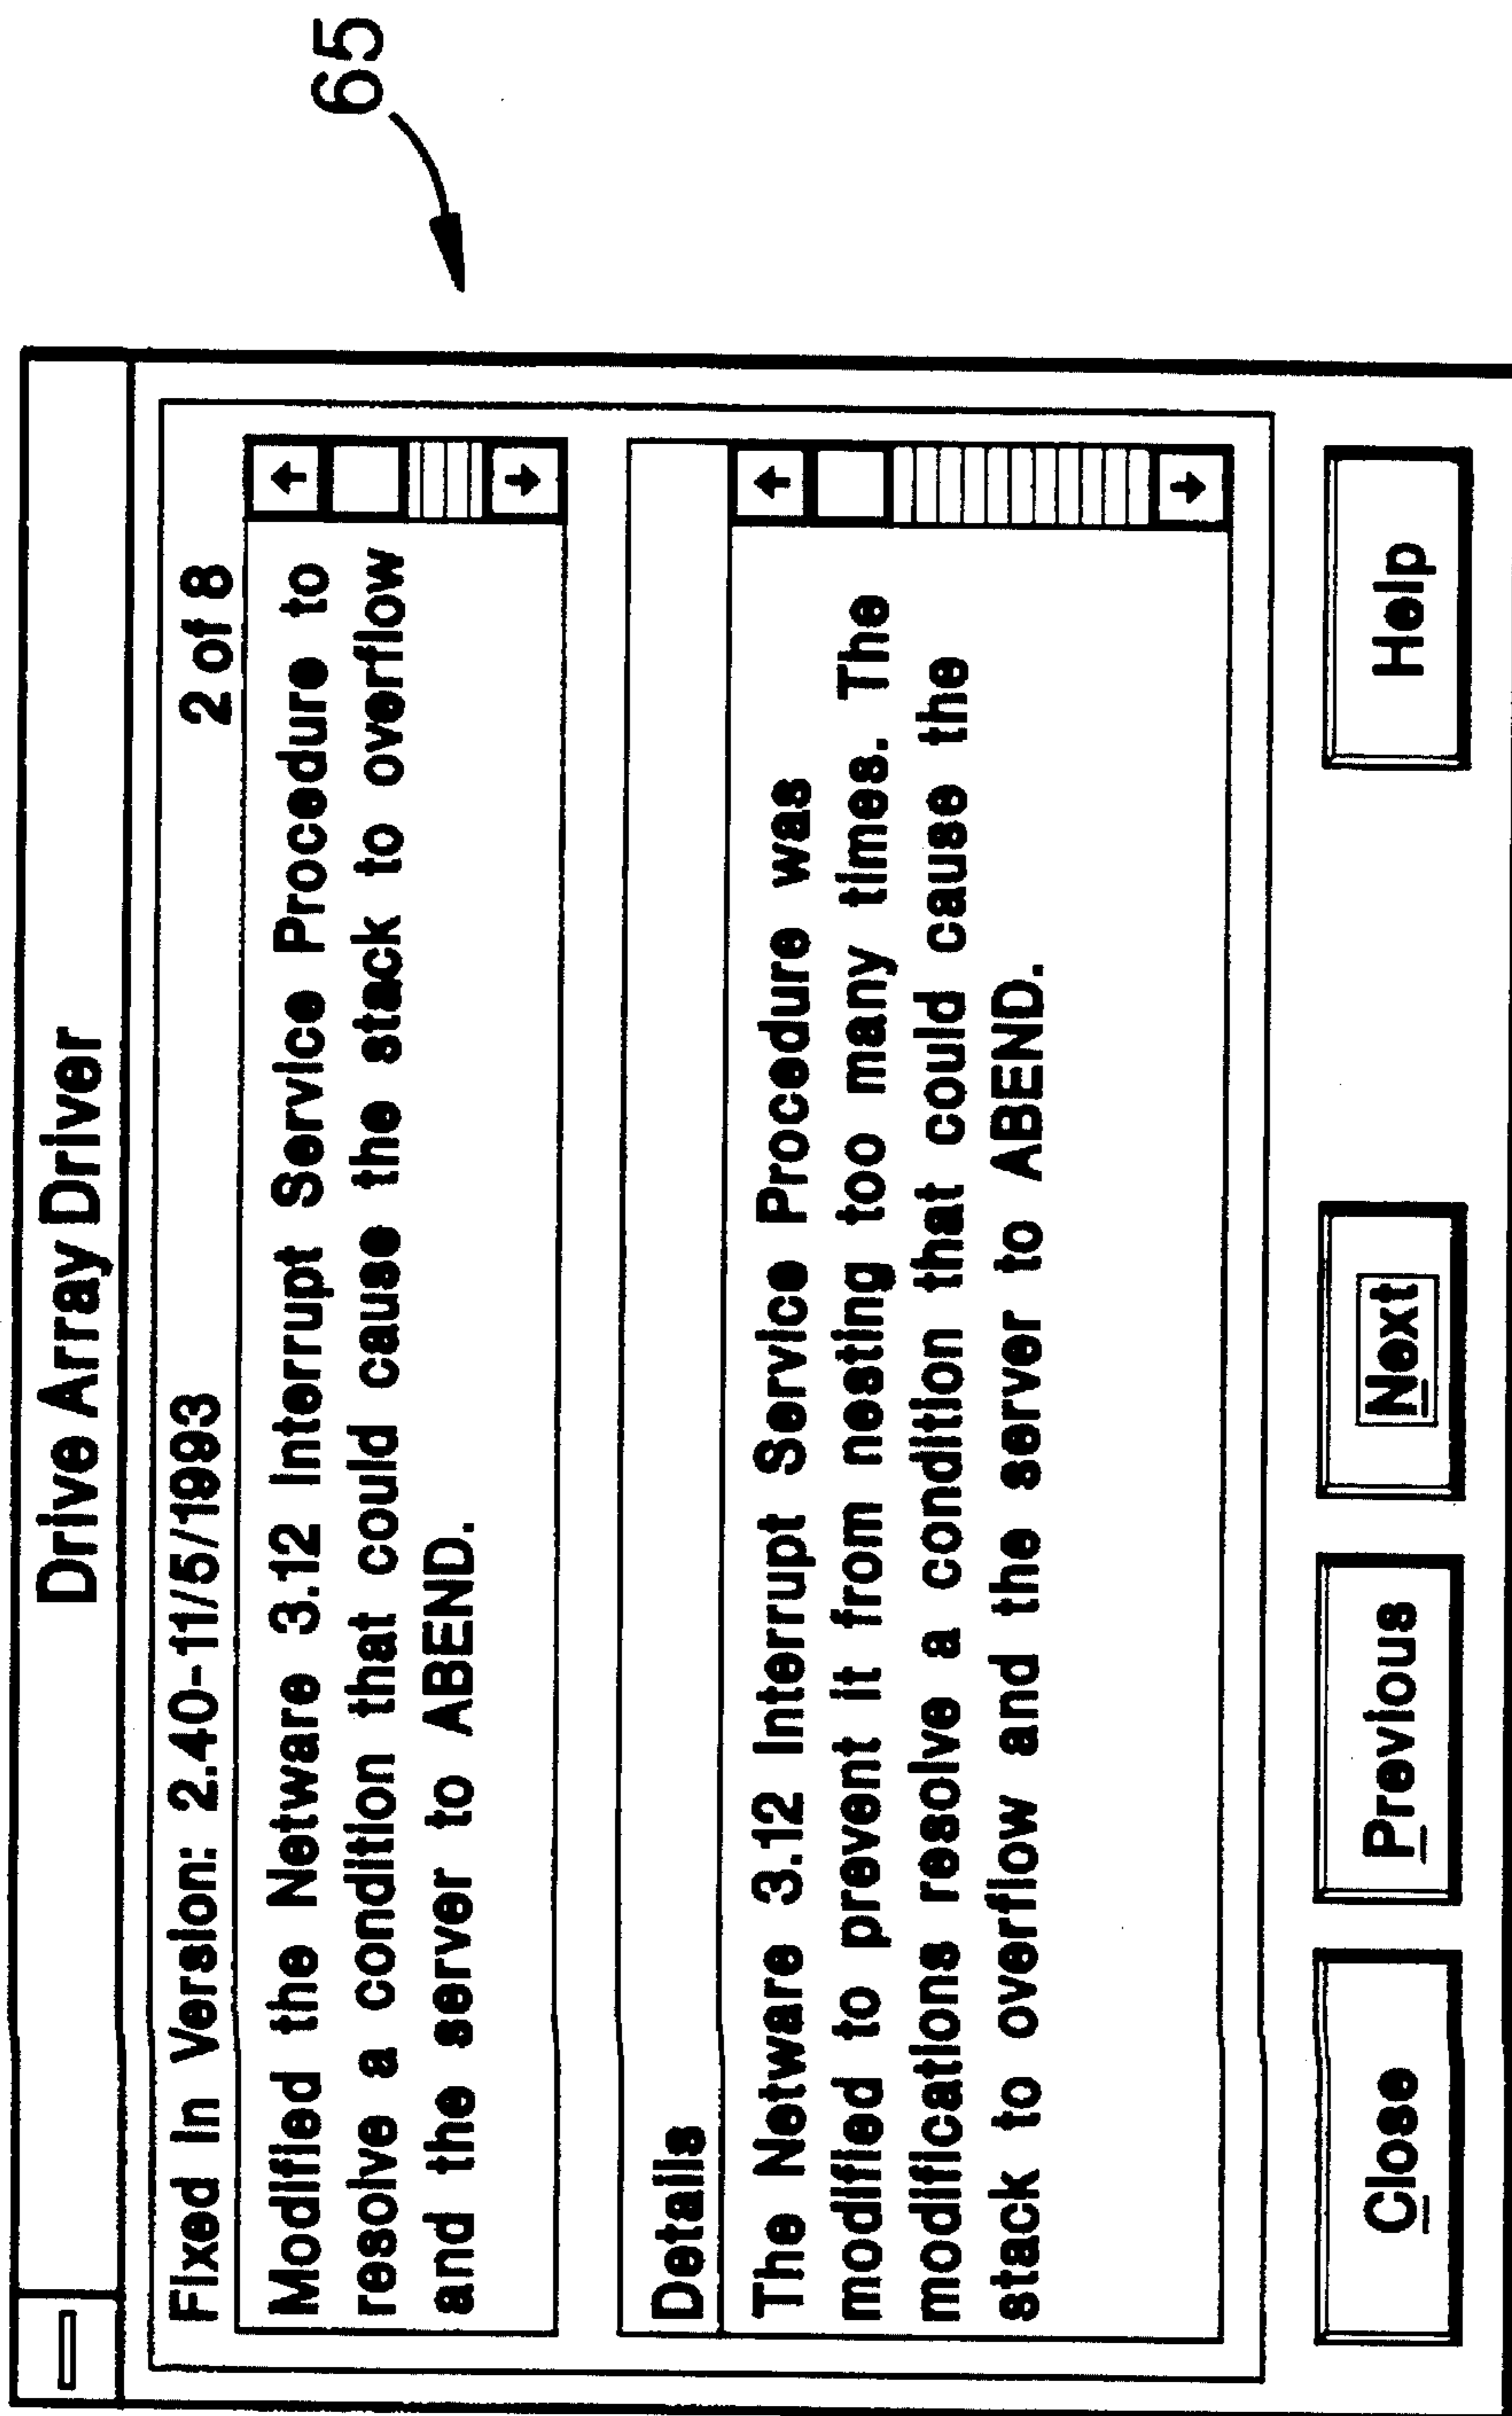 65
Drive Array Driver
Fixed In Version: 2.40-11/5/1993 2 of 8
Modified the Netware 3.12 Interrupt Service Procedure to
resolve a condition that could cause the stack to overflow
and the server to ABEND.
Details
The Netware 3.12 Interrupt Service Procedure was
modified to prevent it from nesting too many times. The
modifications resolve a condition that could cause the
stack to overflow and the server to ABEND.
Close Previous Next Help